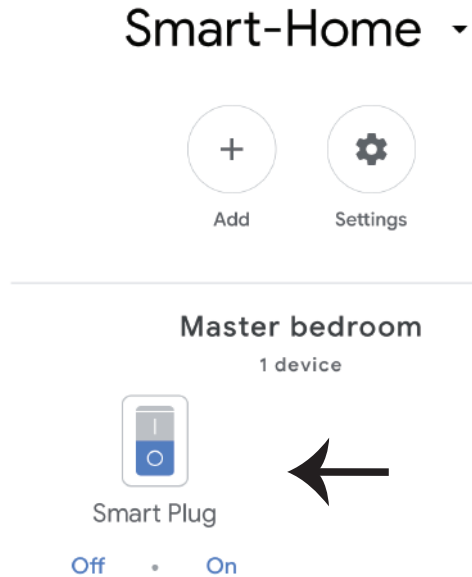 Smart-Home
Add Settings
Master bedroom
1 device
Smart Plug
Off • On